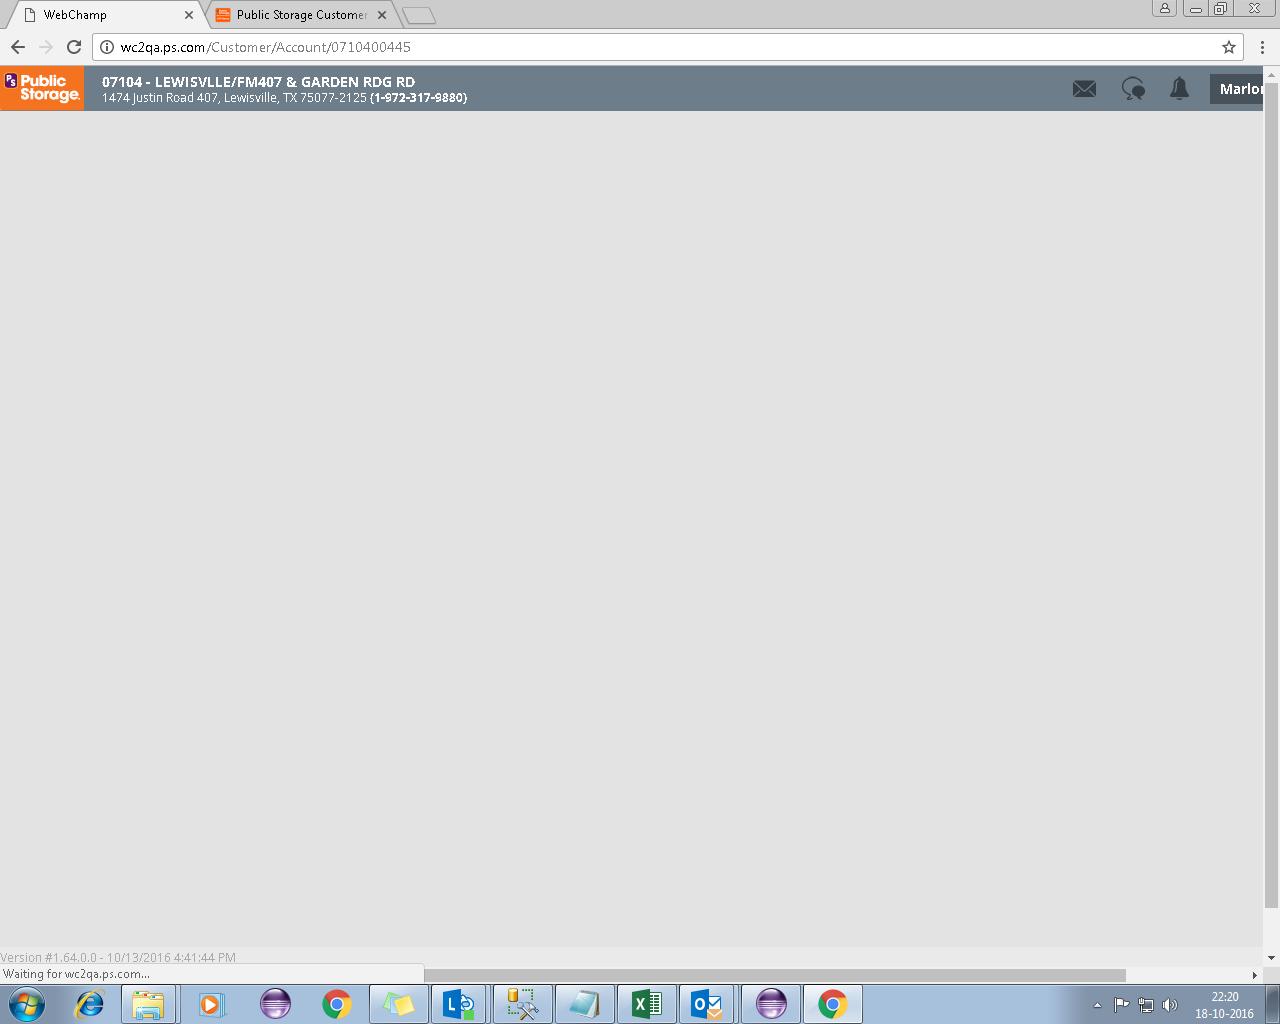 WebChamp
Public Storage Customer
wc2qa.ps.com/Customer/Account/0710400445
PS Public Storage.
07104 - LEWISVLLE/FM407 & GARDEN RDG RD
1474 Justin Road 407, Lewisville, TX 75077-2125 (1-972-317-9880)
Marlo
Version #1.64.0.0 - 10/13/2016 4:41:44 PM
Waiting for wc2qa.ps.com...
22:20
18-10-2016